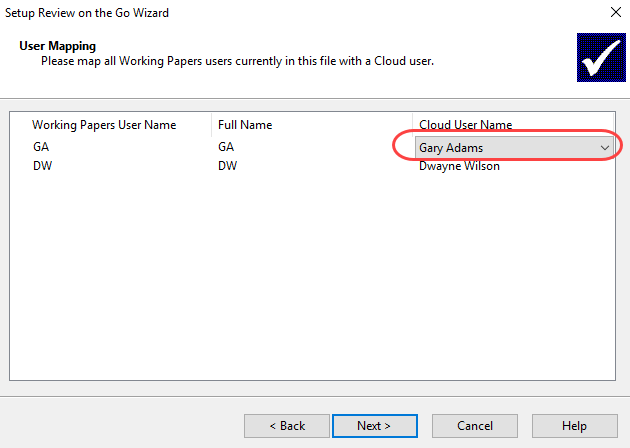 Setup Review on the Go Wizard
User Mapping
Please map all Working Papers users currently in this file with a Cloud user.
Working Papers User Name Full Name Cloud User Name
GA GA Gary Adams
DW DW Dwayne Wilson
< Back Next > Cancel Help